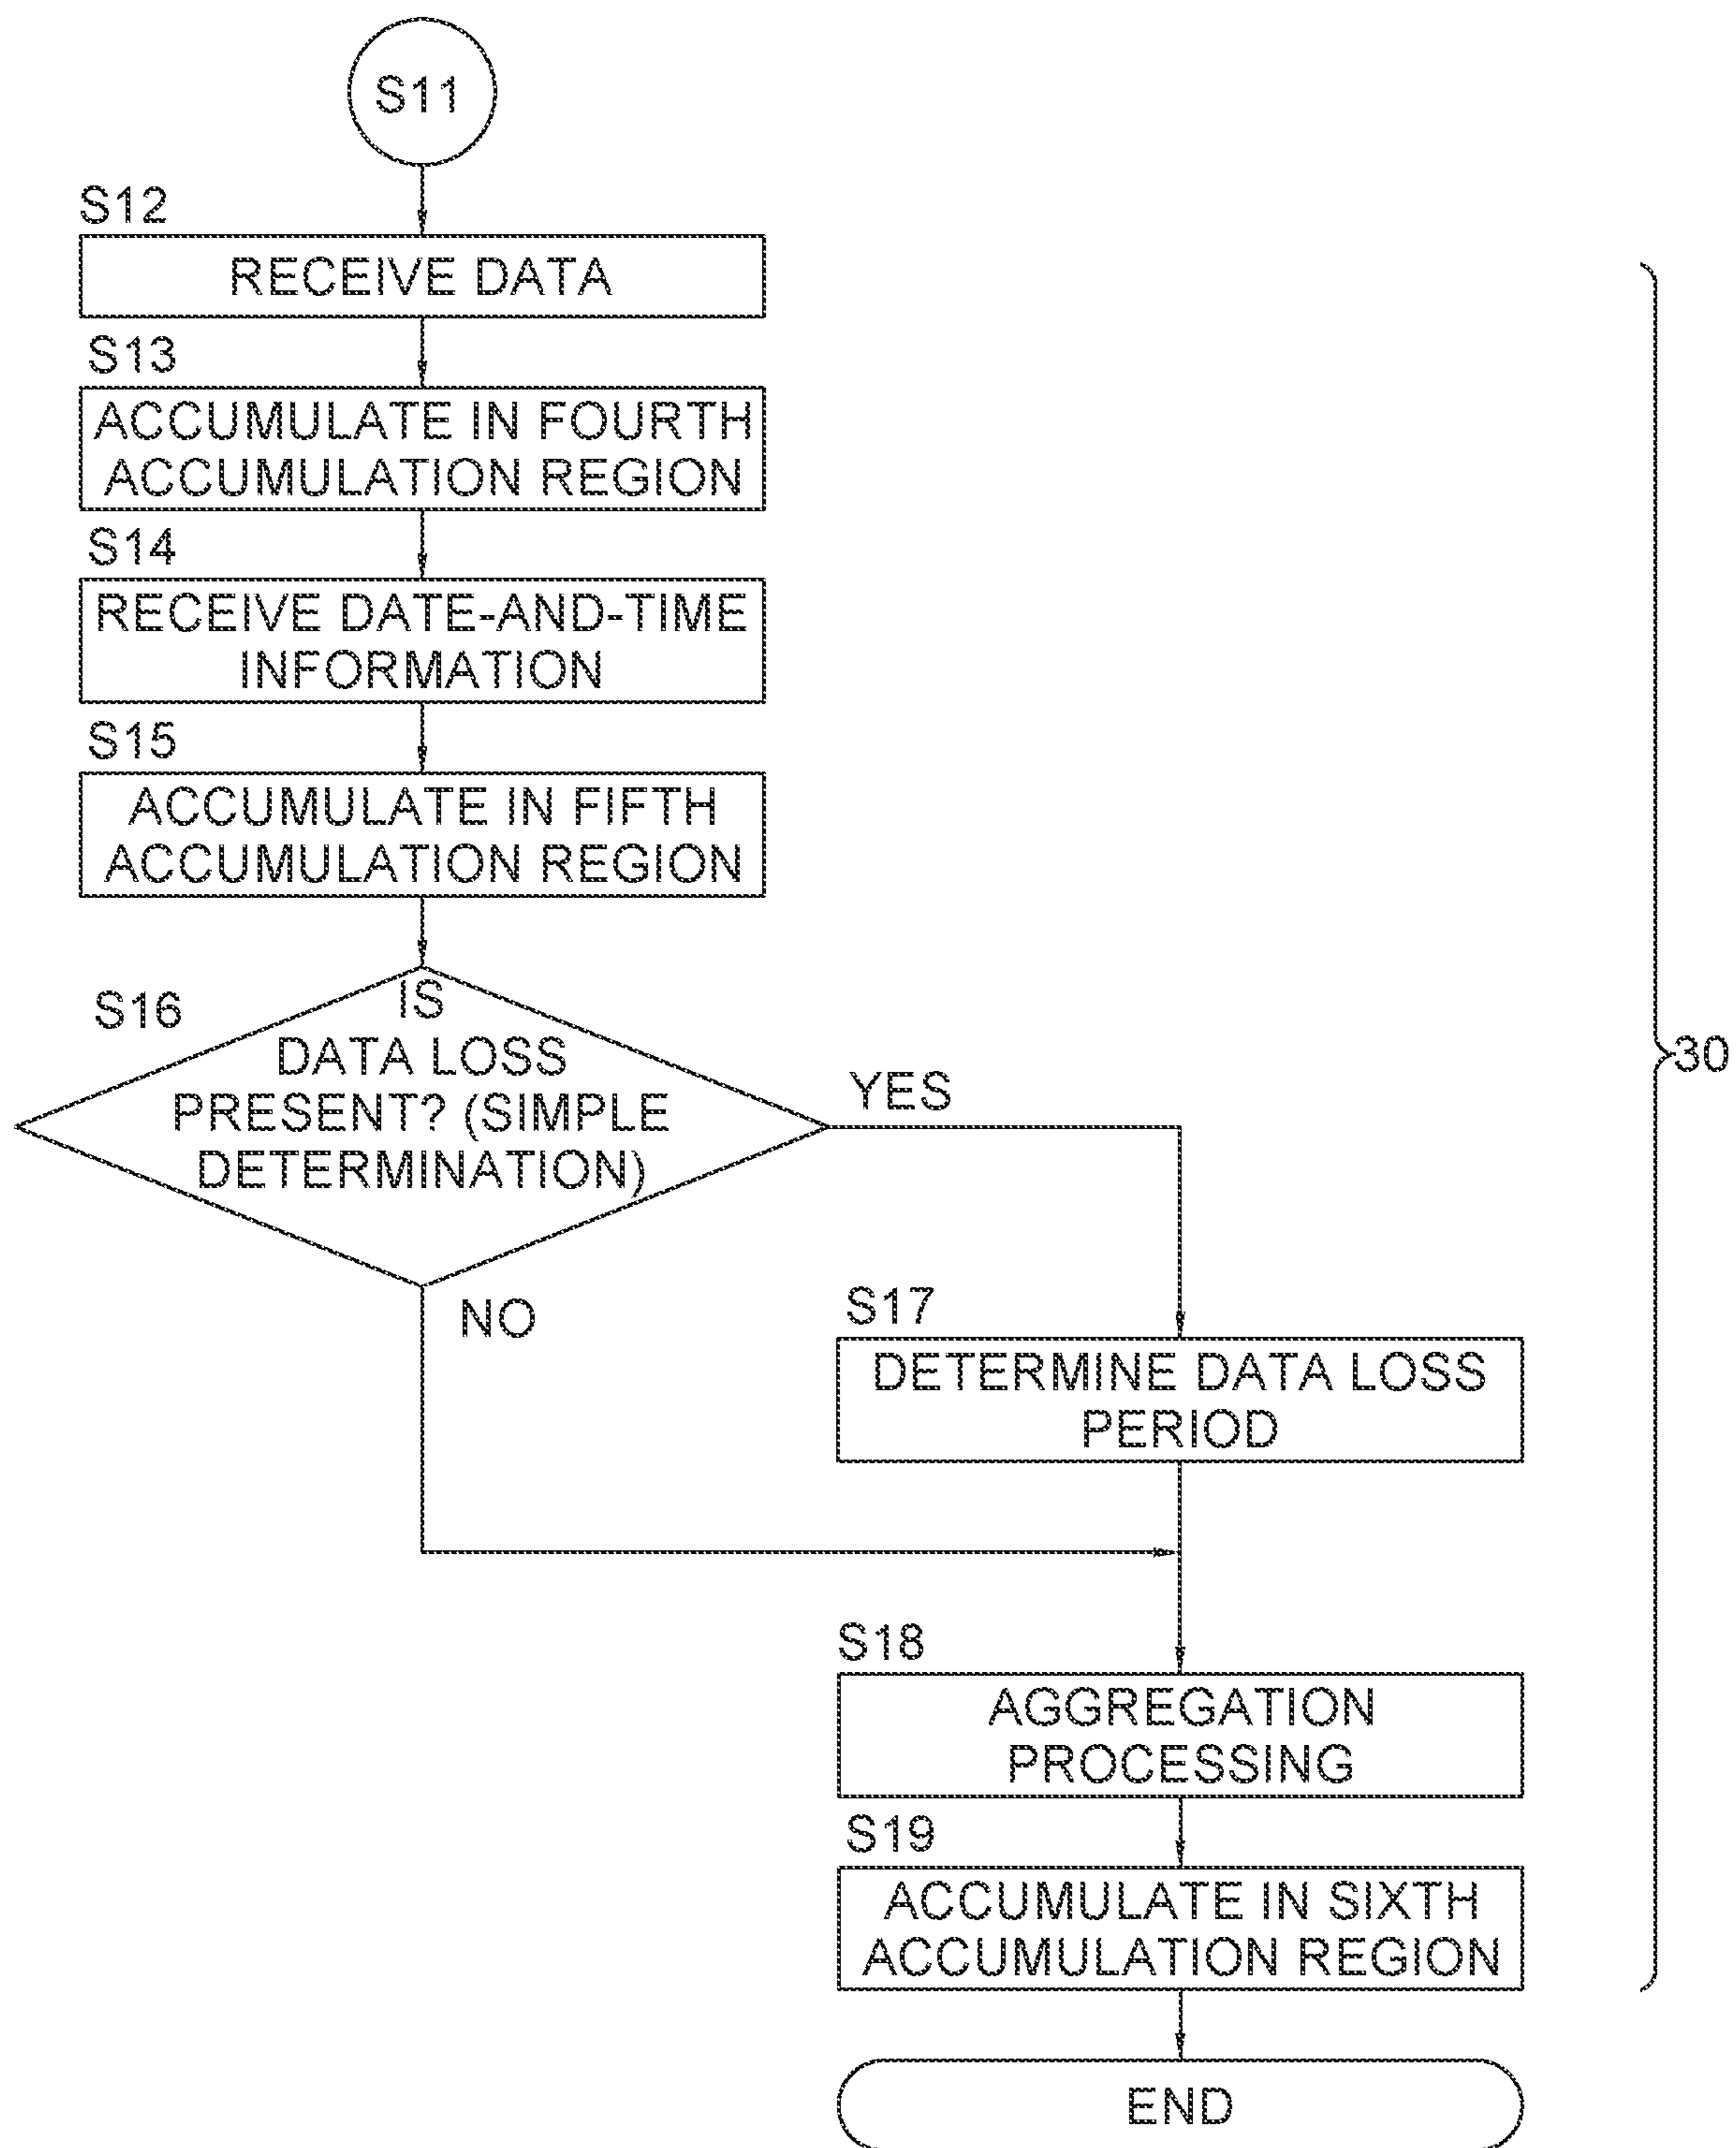 S11
S12
RECEIVE DATA
S13
ACCUMULATE IN FOURTH
ACCUMULATION REGION
S14
RECEIVE DATE-AND-TIME
INFORMATION
S15
ACCUMULATE IN FIFTH
ACCUMULATION REGION
S16
IS
DATA LOSS
PRESENT? (SIMPLE
DETERMINATION)
YES
NO
S17
DETERMINE DATA LOSS
PERIOD
S18
AGGREGATION
PROCESSING
S19
ACCUMULATE IN SIXTH
ACCUMULATION REGION
END
30